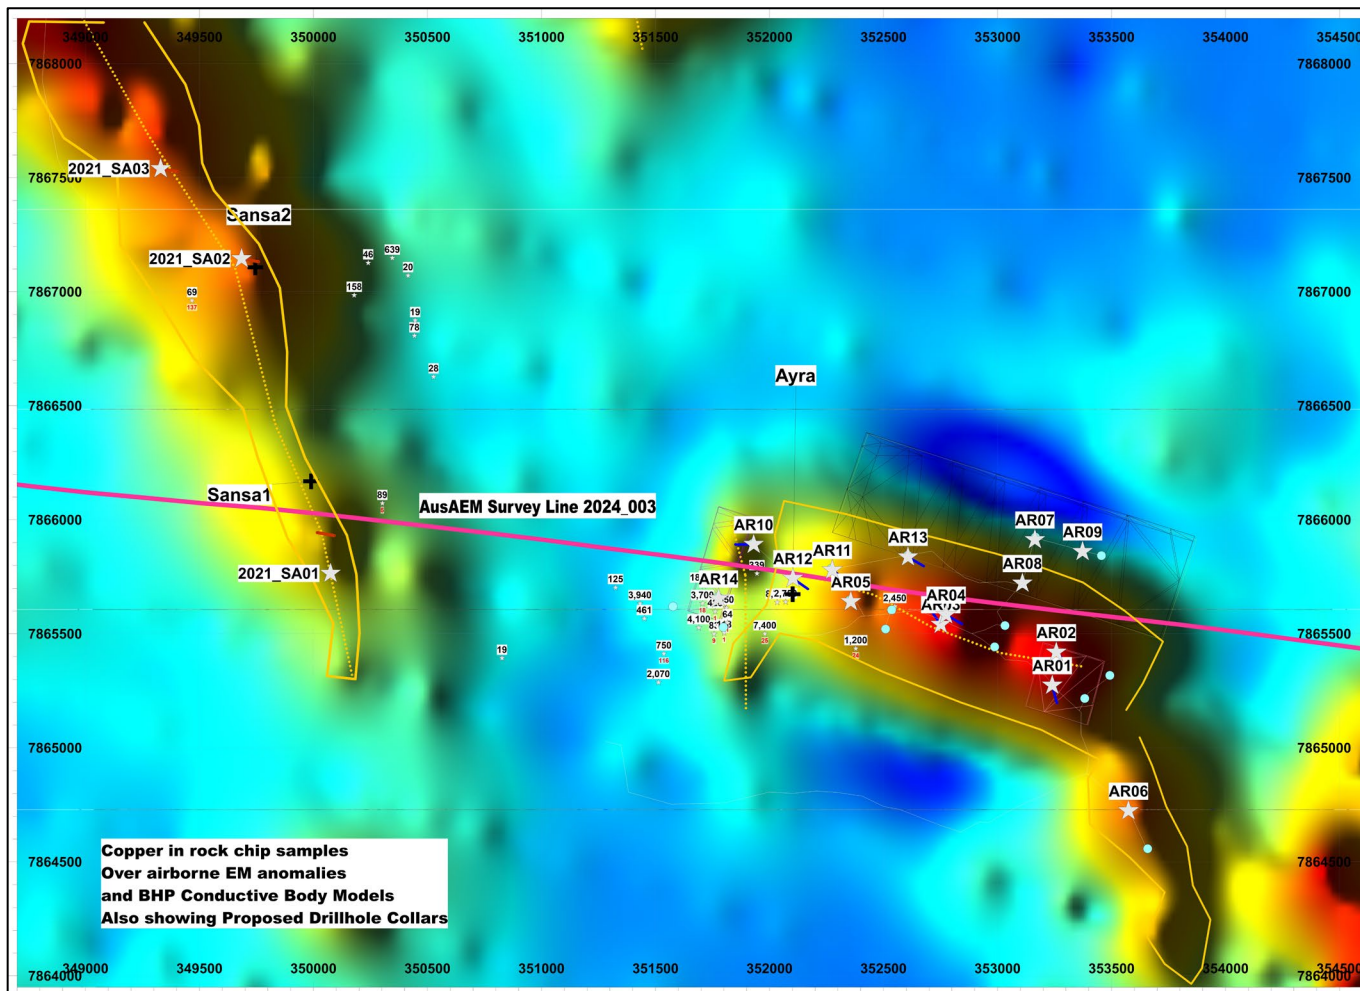 349000 349500 350000 350500 351000 351500 352000 352500 353000 353500 354000
7868000 7868000
2021_SA03
7867500 7867500
Sansa2
2021_SA02
46 639
20
7867000 7867000
158
69
137
19
78
28
Ayra
7866500 7866500
Sansa1
89
AusAEM Survey Line 2024_003
7866000 7866000
AR10 AR13 AR07 AR09
AR12 AR11
2021_SA01
125
AR14 AR05 AR08
3,940 3,700 2,450 AR04
461
4,100 64 7,400
7865500 7865500
19 750 1,200 AR02
116
2,070 AR01
7865000 7865000
AR06
Copper in rock chip samples
Over airborne EM anomalies
and BHP Conductive Body Models
Also showing Proposed Drillhole Collars
7864500 7864500
7864000 7864000
349000 349500 350000 350500 351000 351500 352000 352500 353000 353500 354000